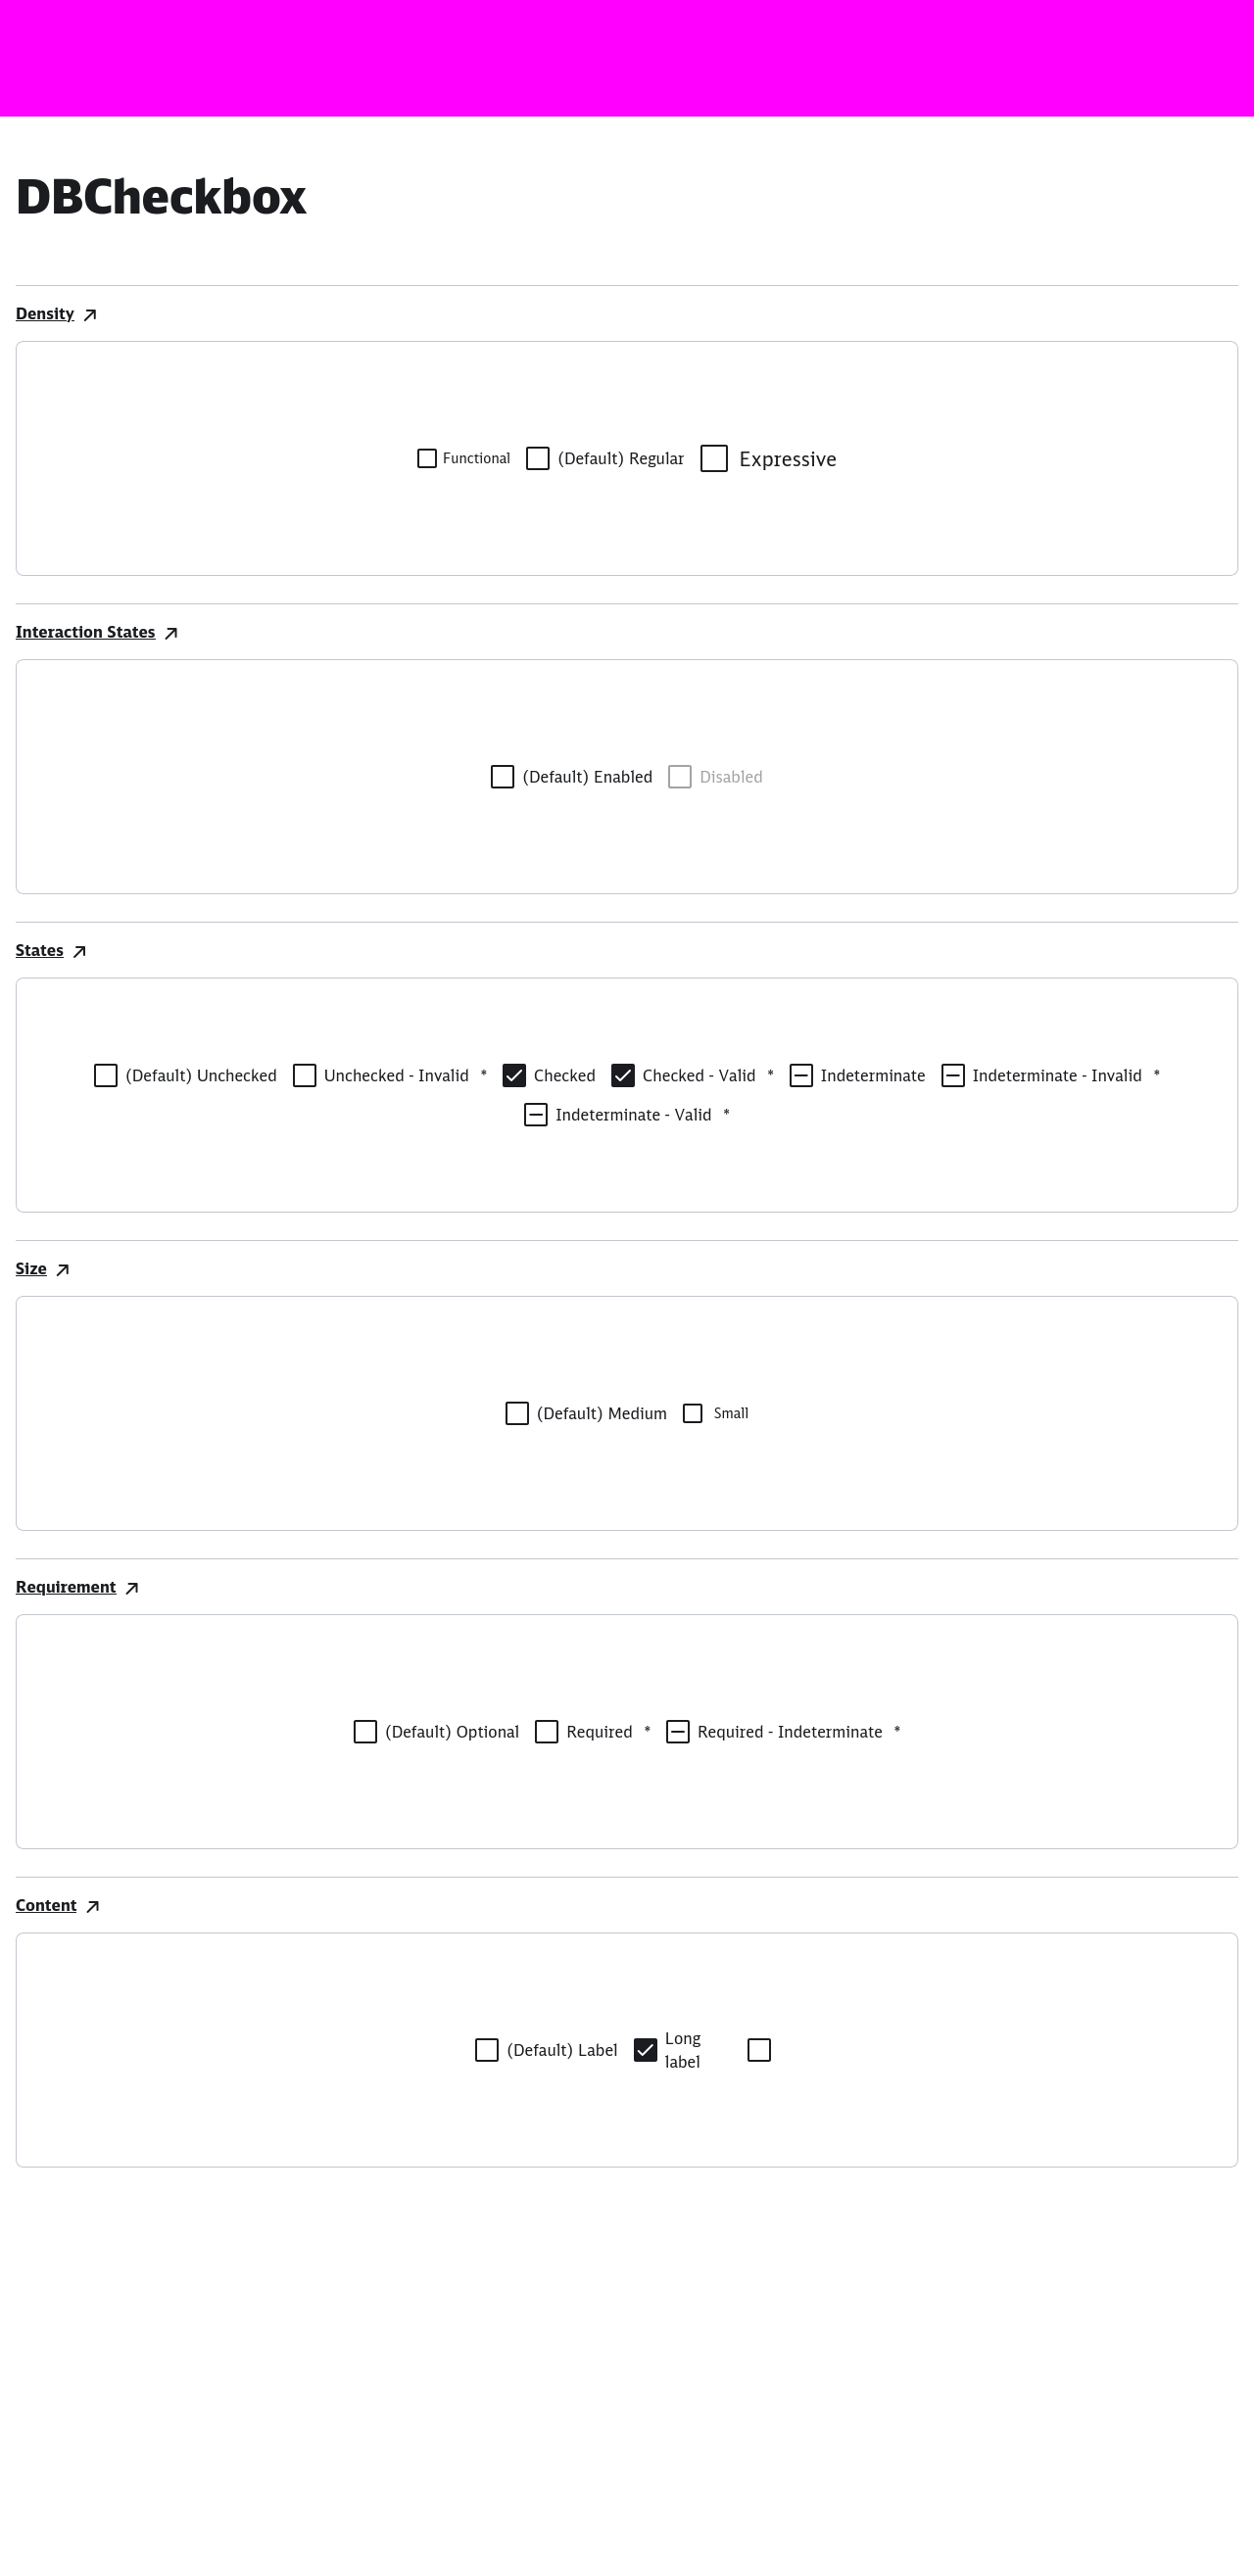 DBCheckbox
Density
Functional (Default) Regular Expressive
Interaction States
(Default) Enabled Disabled
States
(Default) Unchecked Unchecked - Invalid * Checked Checked - Valid * Indeterminate Indeterminate - Invalid *
Indeterminate - Valid *
Size
(Default) Medium Small
Requirement
(Default) Optional Required * Required - Indeterminate *
Content
(Default) Label Long
label